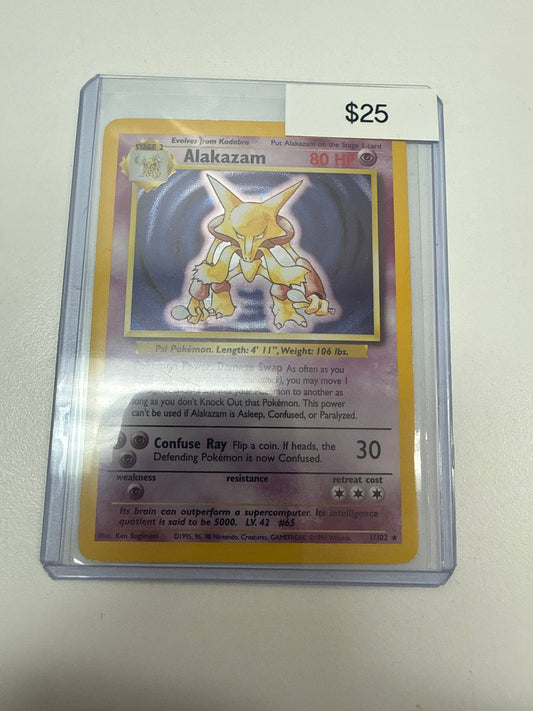 $25
STAGE 2
Evolves from Kadabra
Put Alakazam on the Stage 1 card
Alakazam
80 HP
Psi Pokémon. Length: 4' 11", Weight: 106 lbs.
Power: Damage Swap As often as you
you may move 1
Pokémon to another as
long as you don't Knock Out that Pokémon. This power
can't be used if Alakazam is Asleep, Confused, or Paralyzed.
Confuse Ray Flip a coin. If heads, the
Defending Pokémon is now Confused.
30
weakness
resistance
retreat cost
Its brain can outperform a supercomputer. Its intelligence
quotient is said to be 5000. LV. 42 #65
Illus. Ken Sugimori
©1995, 96, 98 Nintendo, Creatures, GAMEFREAK. ©1999 Wizards.
1/102 ★